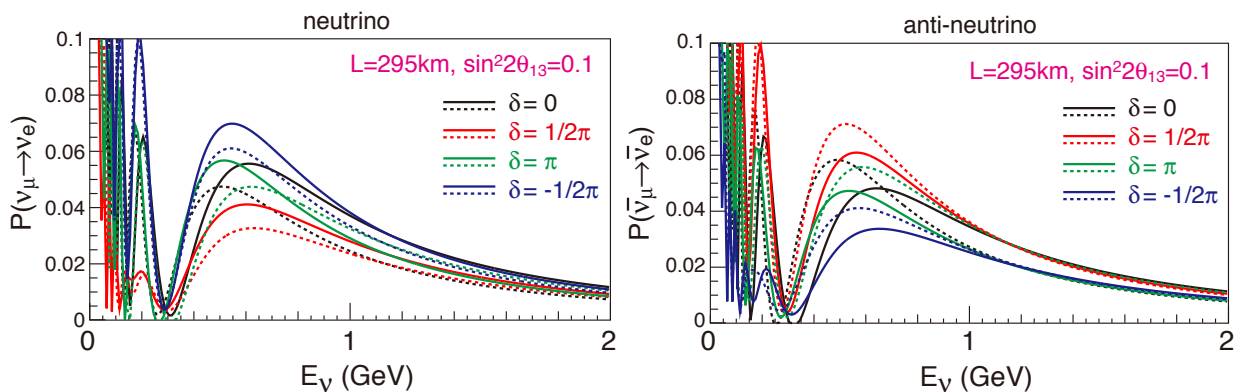 neutrino
P(νμ→νe)
0.1
0.08
0.06
0.04
0.02
0
L=295km, sin²2θ₁₃=0.1
δ = 0
δ = 1/2π
δ = π
δ = -1/2π
0
1
2
Eν (GeV)
anti-neutrino
P(ν̄μ→ν̄e)
0.1
0.08
0.06
0.04
0.02
0
L=295km, sin²2θ₁₃=0.1
δ = 0
δ = 1/2π
δ = π
δ = -1/2π
0
1
2
Eν (GeV)